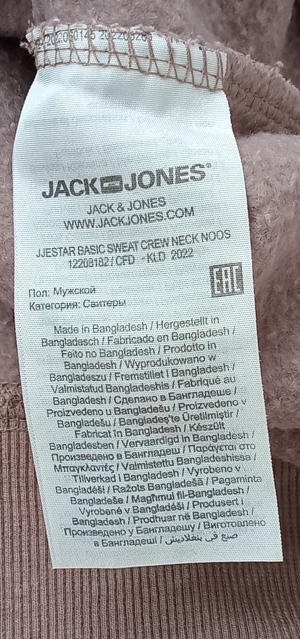 JACK JONES®
JACK & JONES
WWW.JACKJONES.COM
JJESTAR BASIC SWEAT CREW NECK NOOS
12208182 / CFD - KLD 2022
EAC
Пол: Мужской
Категория: Свитеры
Made in Bangladesh / Hergestellt in
Bangladesch / Fabricado en Bangladesh /
Feito no Bangladesh / Prodotto in
Bangladesh / Wyprodukowano w
Bangladeszu / Fremstillet i Bangladesh /
Valmistatud Bangladeshis / Fabriqué au
Bangladesh / Сделано в Бангладеше /
Proizvedeno u Bangladešu / Proizvedeno v
Bangladešu / Bangladeş'te Üretilmiştir /
Fabricat în Bangladesh / Készült
Bangladesben / Vervaardigd in Bangladesh /
Произведено в Бангладеш / Παράγεται στο
Μπαγκλαντές / Valmistettu Bangladeshissa /
Tillverkad i Bangladesh / Vyrobeno v
Bangladéši / Ražots Bangladešā / Pagaminta
Bangladeše / Magħmul fil-Bangladesh /
Vyrobené v Bangladéši / Produsert i
Bangladesh / Prodhuar në Bangladesh /
Произведено у Бангладешу / Виготовлено
в Бангладеші / صنع في بنغلاديش